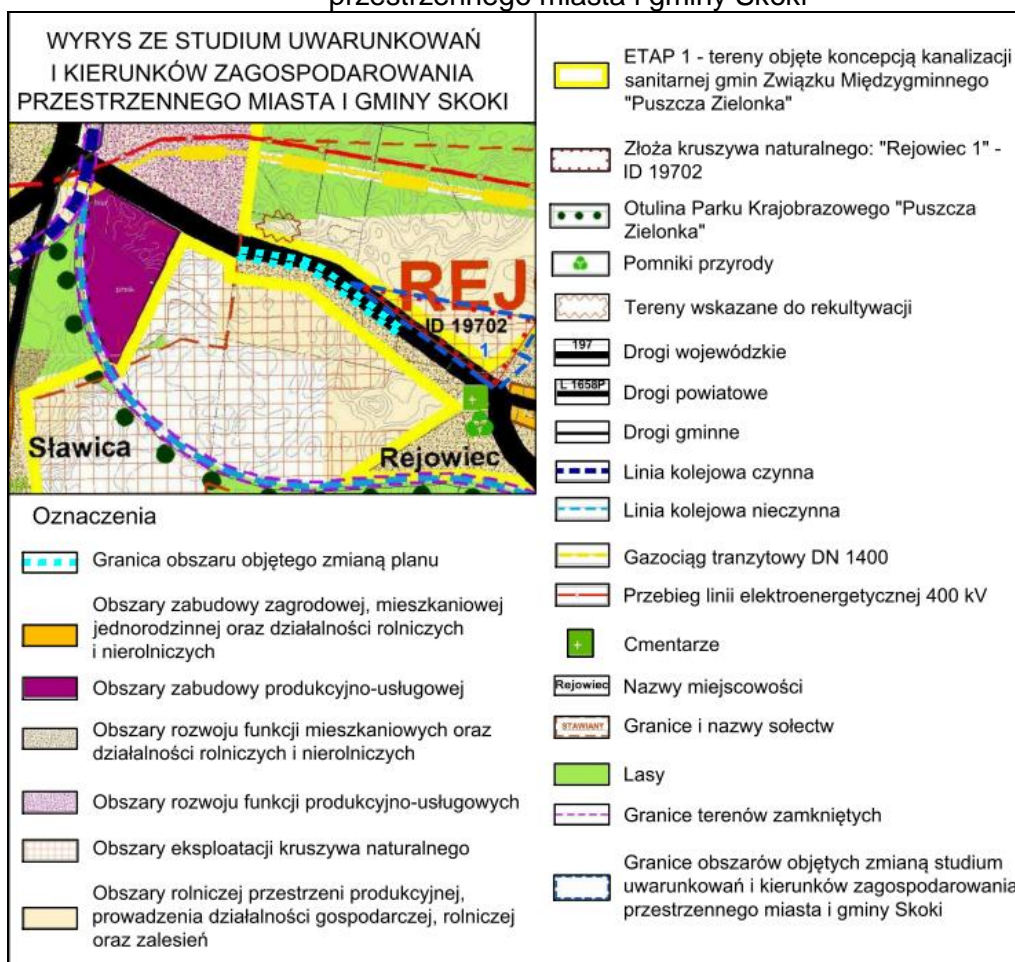 przestrzennego miasta i gminy Skoki
WYRYS ZE STUDIUM UWARUNKOWAŃ
I KIERUNKÓW ZAGOSPODAROWANIA
PRZESTRZENNEGO MIASTA I GMINY SKOKI
REJ
ID 19702
1
Sławica
Rejowiec
Oznaczenia
Granica obszaru objętego zmianą planu
Obszary zabudowy zagrodowej, mieszkaniowej
jednorodzinnej oraz działalności rolniczych
i nierolniczych
Obszary zabudowy produkcyjno-usługowej
Obszary rozwoju funkcji mieszkaniowych oraz
działalności rolniczych i nierolniczych
Obszary rozwoju funkcji produkcyjno-usługowych
Obszary eksploatacji kruszywa naturalnego
Obszary rolniczej przestrzeni produkcyjnej,
prowadzenia działalności gospodarczej, rolniczej
oraz zalesień
ETAP 1 - tereny objęte koncepcją kanalizacji
sanitarnej gmin Związku Międzygminnego
"Puszcza Zielonka"
Złoża kruszywa naturalnego: "Rejowiec 1" -
ID 19702
Otulina Parku Krajobrazowego "Puszcza
Zielonka"
Pomniki przyrody
Tereny wskazane do rekultywacji
197 Drogi wojewódzkie
L 1658P Drogi powiatowe
Drogi gminne
Linia kolejowa czynna
Linia kolejowa nieczynna
Gazociąg tranzytowy DN 1400
Przebieg linii elektroenergetycznej 400 kV
Cmentarze
Rejowiec Nazwy miejscowości
STAWIANY Granice i nazwy sołectw
Lasy
Granice terenów zamkniętych
Granice obszarów objętych zmianą studium
uwarunkowań i kierunków zagospodarowania
przestrzennego miasta i gminy Skoki